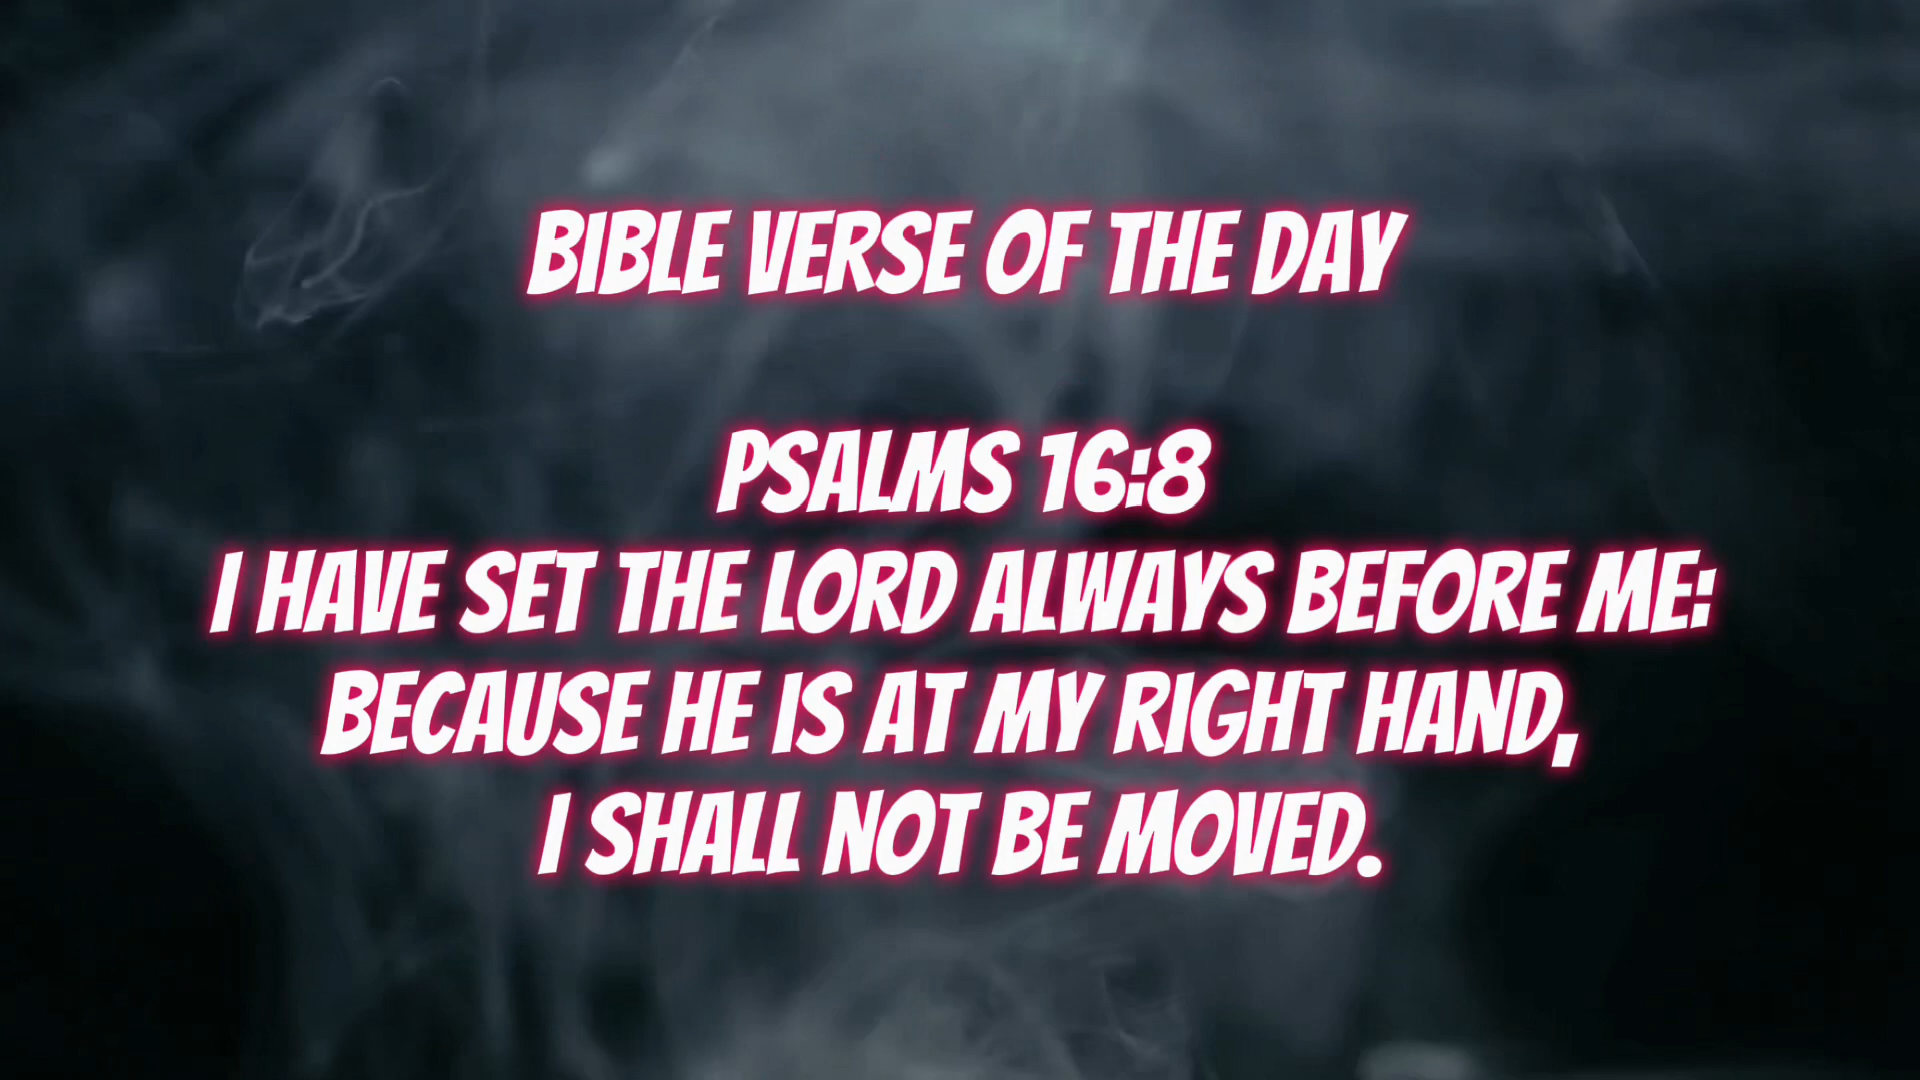 BIBLE VERSE OF THE DAY
PSALMS 16:8
I HAVE SET THE LORD ALWAYS BEFORE ME:
BECAUSE HE IS AT MY RIGHT HAND,
I SHALL NOT BE MOVED.